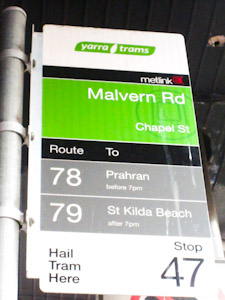 yarra trams
metlink
Malvern Rd
Chapel St
Route To
78 Prahran
before 7pm
79 St Kilda Beach
after 7pm
Hail
Tram
Here
Stop
47